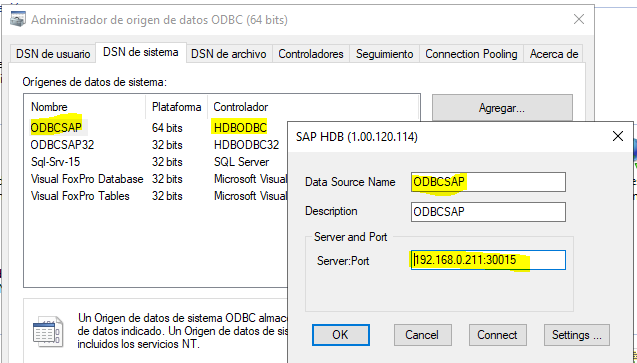 Administrador de origen de datos ODBC (64 bits)
DSN de usuario DSN de sistema DSN de archivo Controladores Seguimiento Connection Pooling Acerca de
Orígenes de datos de sistema:
Nombre Plataforma Controlador
ODBCSAP 64 bits HDBODBC
ODBCSAP32 32 bits HDBODBC32
Sql-Srv-15 32 bits SQL Server
Visual FoxPro Database 32 bits Microsoft Visual
Visual FoxPro Tables 32 bits Microsoft Visual
Agregar...
SAP HDB (1.00.120.114)
Data Source Name ODBCSAP
Description ODBCSAP
Server and Port
Server:Port 192.168.0.211:30015
OK Cancel Connect Settings ...
Un Origen de datos de sistema ODBC almac
de datos indicado. Un Origen de datos de sis
incluidos los servicios NT.